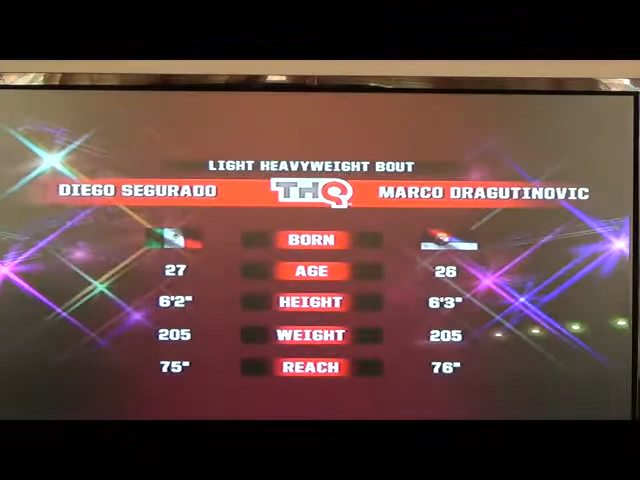 LIGHT HEAVYWEIGHT BOUT
DIEGO SEGURADO THQ MARCO DRAGUTINOVIC
BORN
27 AGE 26
6'2" HEIGHT 6'3"
205 WEIGHT 205
75" REACH 76"